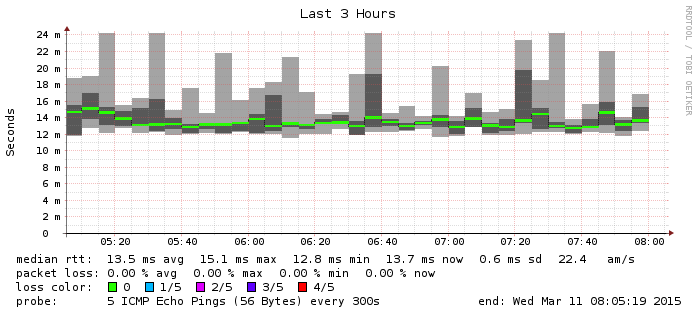 Last 3 Hours
RRDTOOL / TOBI OETIKER
Seconds
24 m
22 m
20 m
18 m
16 m
14 m
12 m
10 m
8 m
6 m
4 m
2 m
0
05:20 05:40 06:00 06:20 06:40 07:00 07:20 07:40 08:00
median rtt: 13.5 ms avg 15.1 ms max 12.8 ms min 13.7 ms now 0.6 ms sd 22.4 am/s
packet loss: 0.00 % avg 0.00 % max 0.00 % min 0.00 % now
loss color: 0 1/5 2/5 3/5 4/5
probe: 5 ICMP Echo Pings (56 Bytes) every 300s end: Wed Mar 11 08:05:19 2015